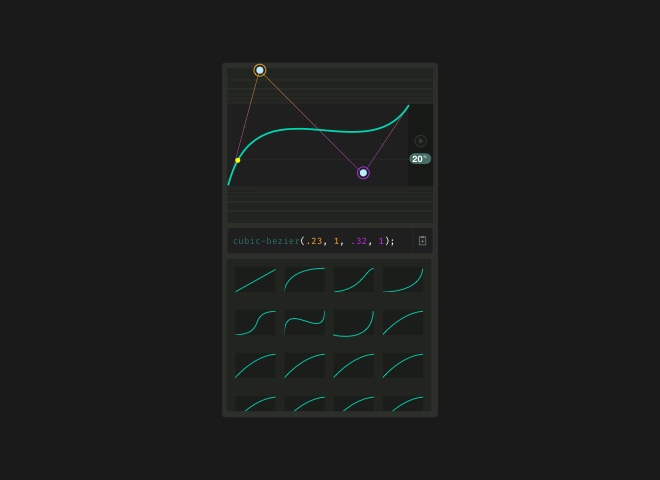 20%
cubic-bezier(.23, 1, .32, 1);